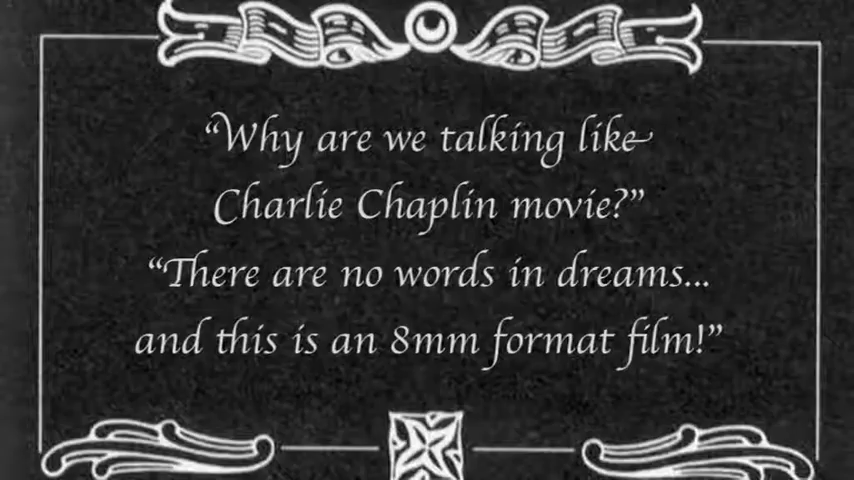 “Why are we talking like
Charlie Chaplin movie?”
“There are no words in dreams...
and this is an 8mm format film!”